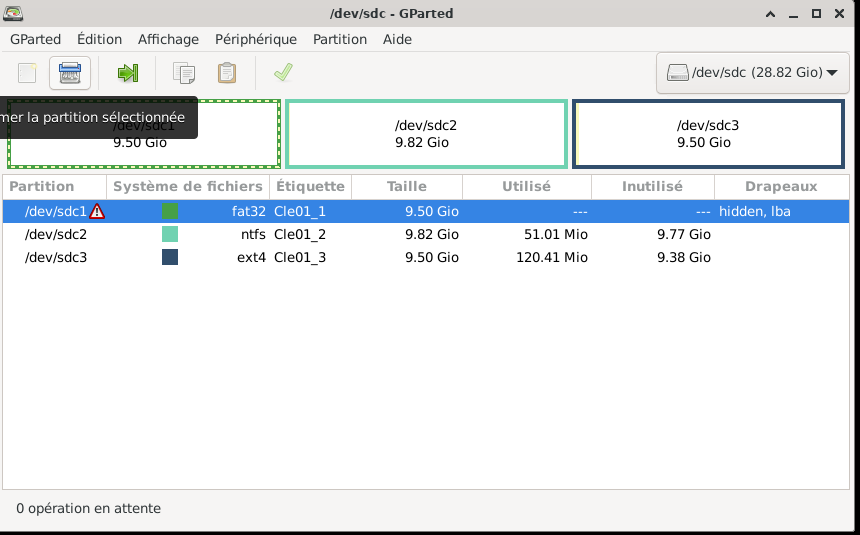 /dev/sdc - GParted
GParted Édition Affichage Périphérique Partition Aide
/dev/sdc (28.82 Gio)
mer la partition sélectionnée
/dev/sdc1
9.50 Gio
/dev/sdc2
9.82 Gio
/dev/sdc3
9.50 Gio
Partition Système de fichiers Étiquette Taille Utilisé Inutilisé Drapeaux
/dev/sdc1 fat32 Cle01_1 9.50 Gio --- --- hidden, lba
/dev/sdc2 ntfs Cle01_2 9.82 Gio 51.01 Mio 9.77 Gio
/dev/sdc3 ext4 Cle01_3 9.50 Gio 120.41 Mio 9.38 Gio
0 opération en attente